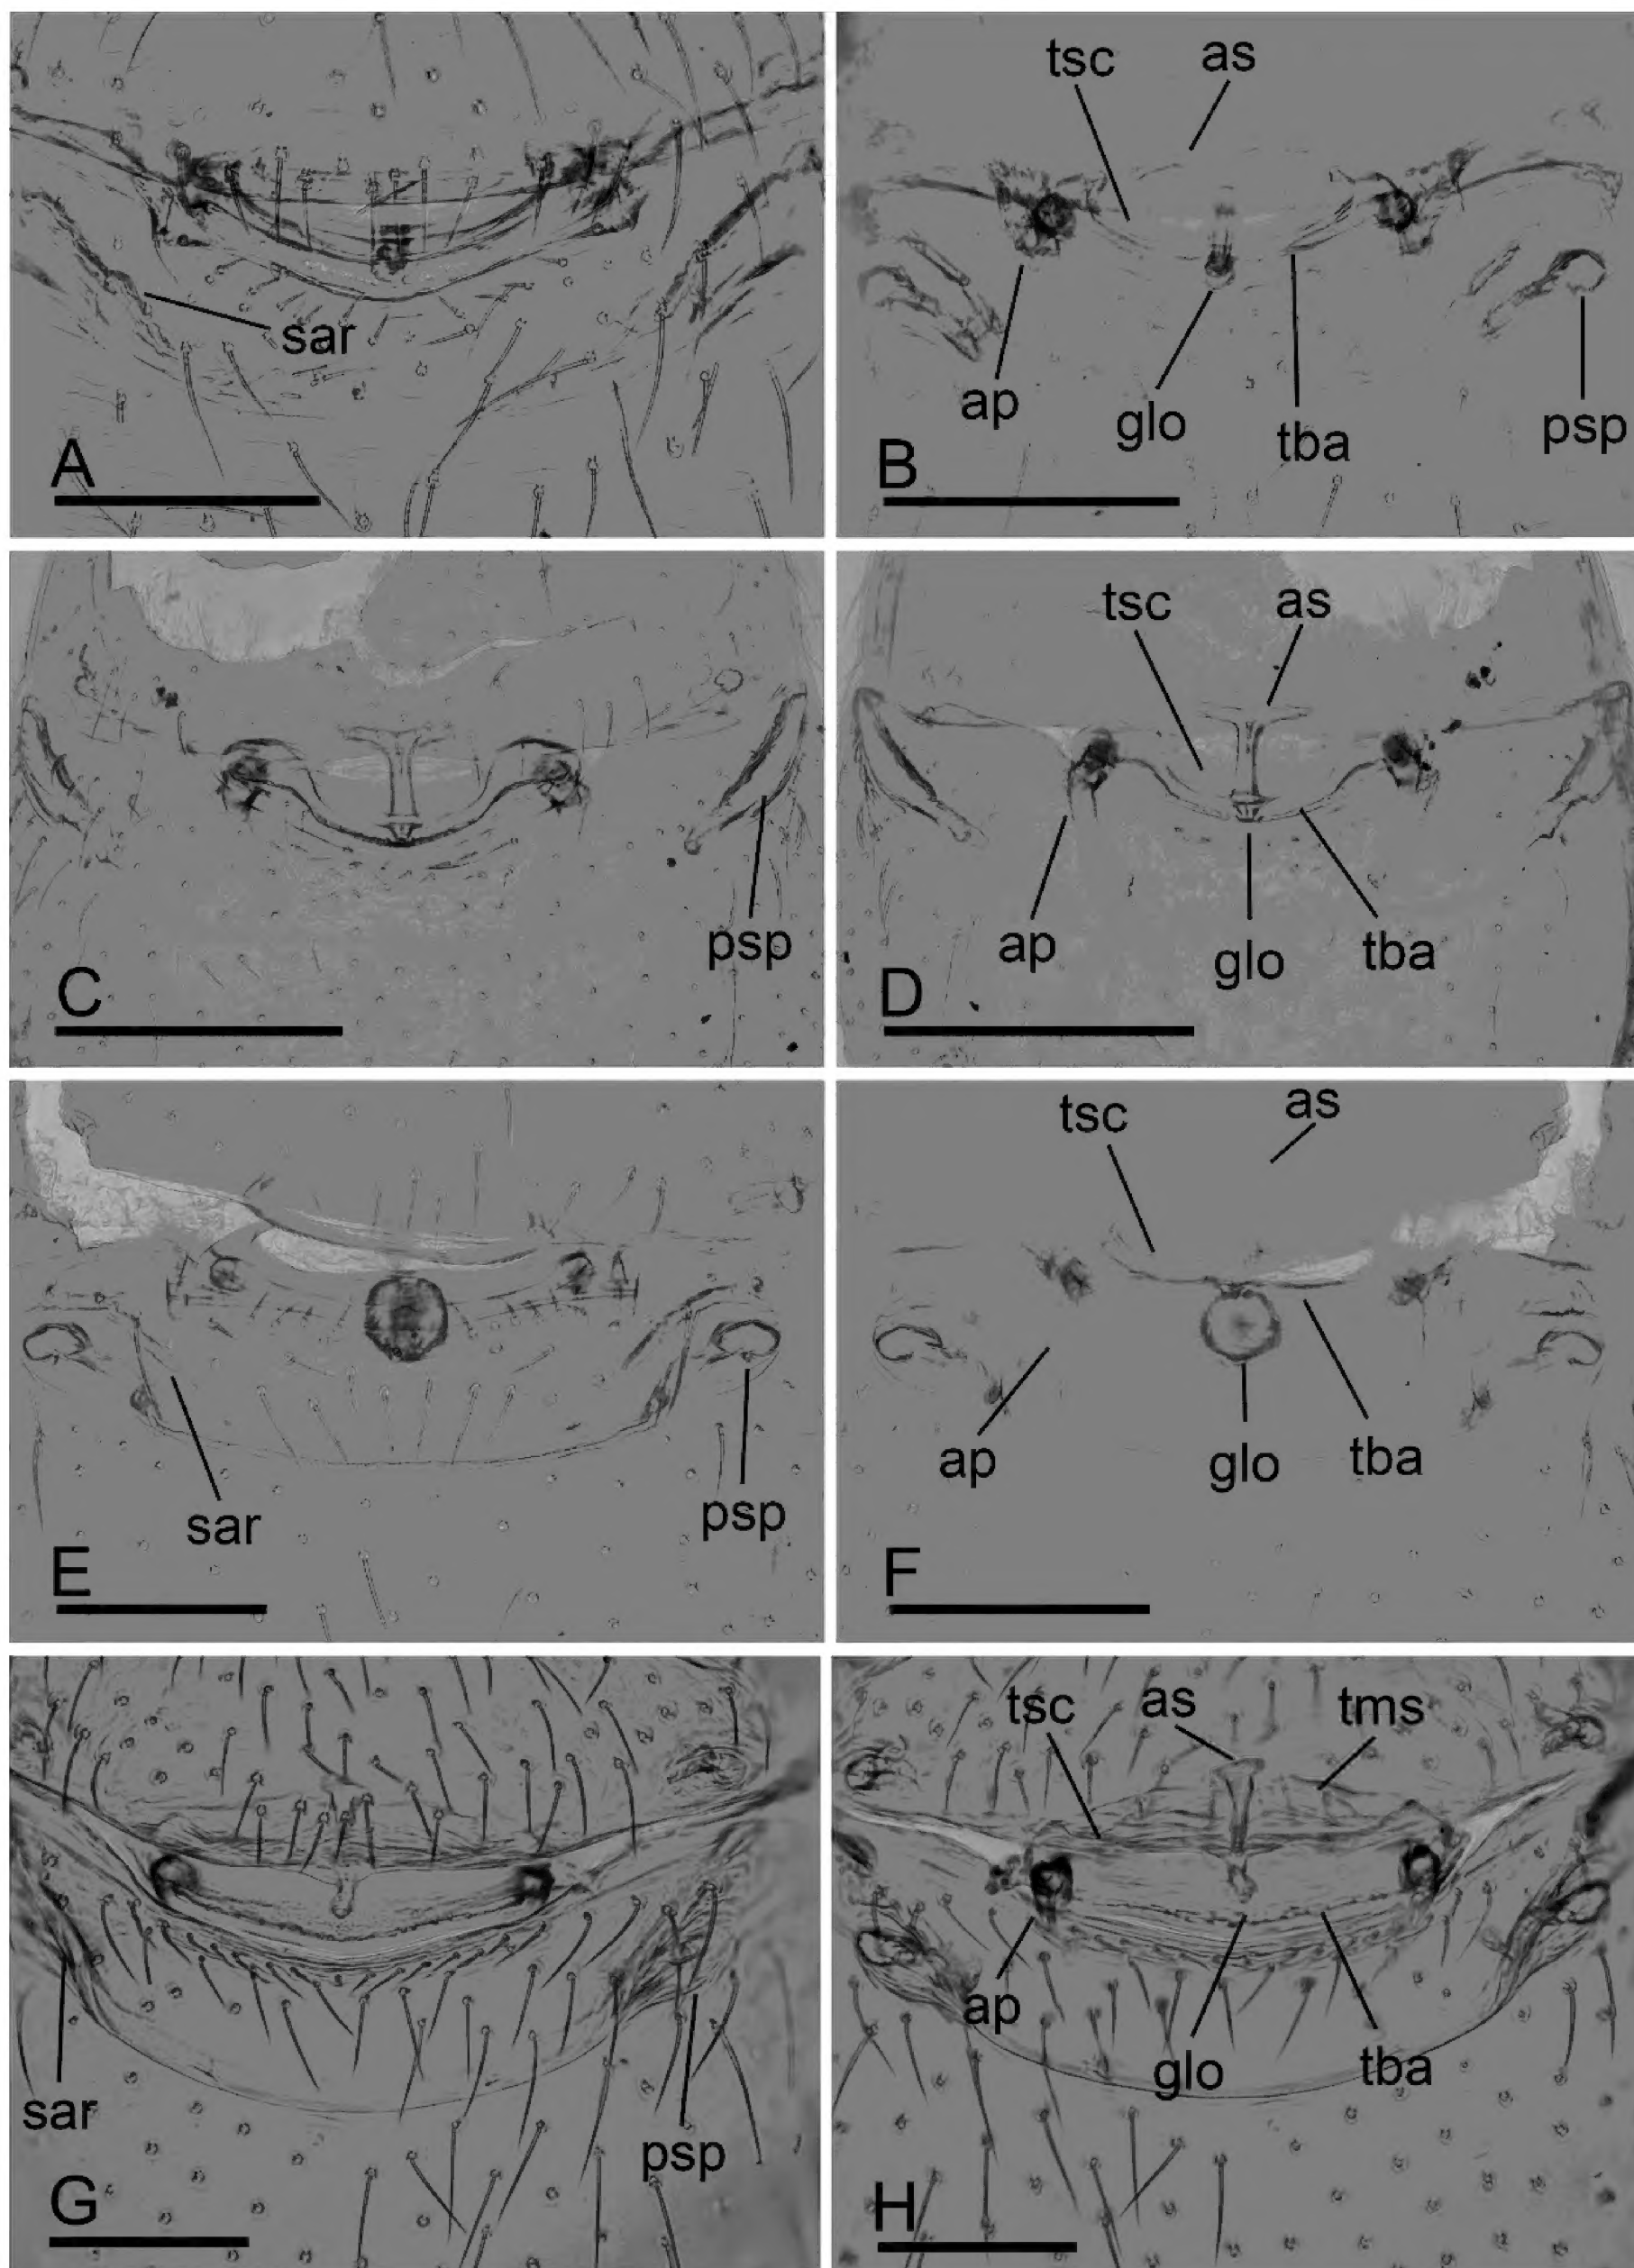 tsc as
sar
ap glo tba psp
A B
tsc as
psp ap glo tba
C D
tsc as
sar psp ap glo tba
E F
tsc as tms
sar psp ap glo tba
G H